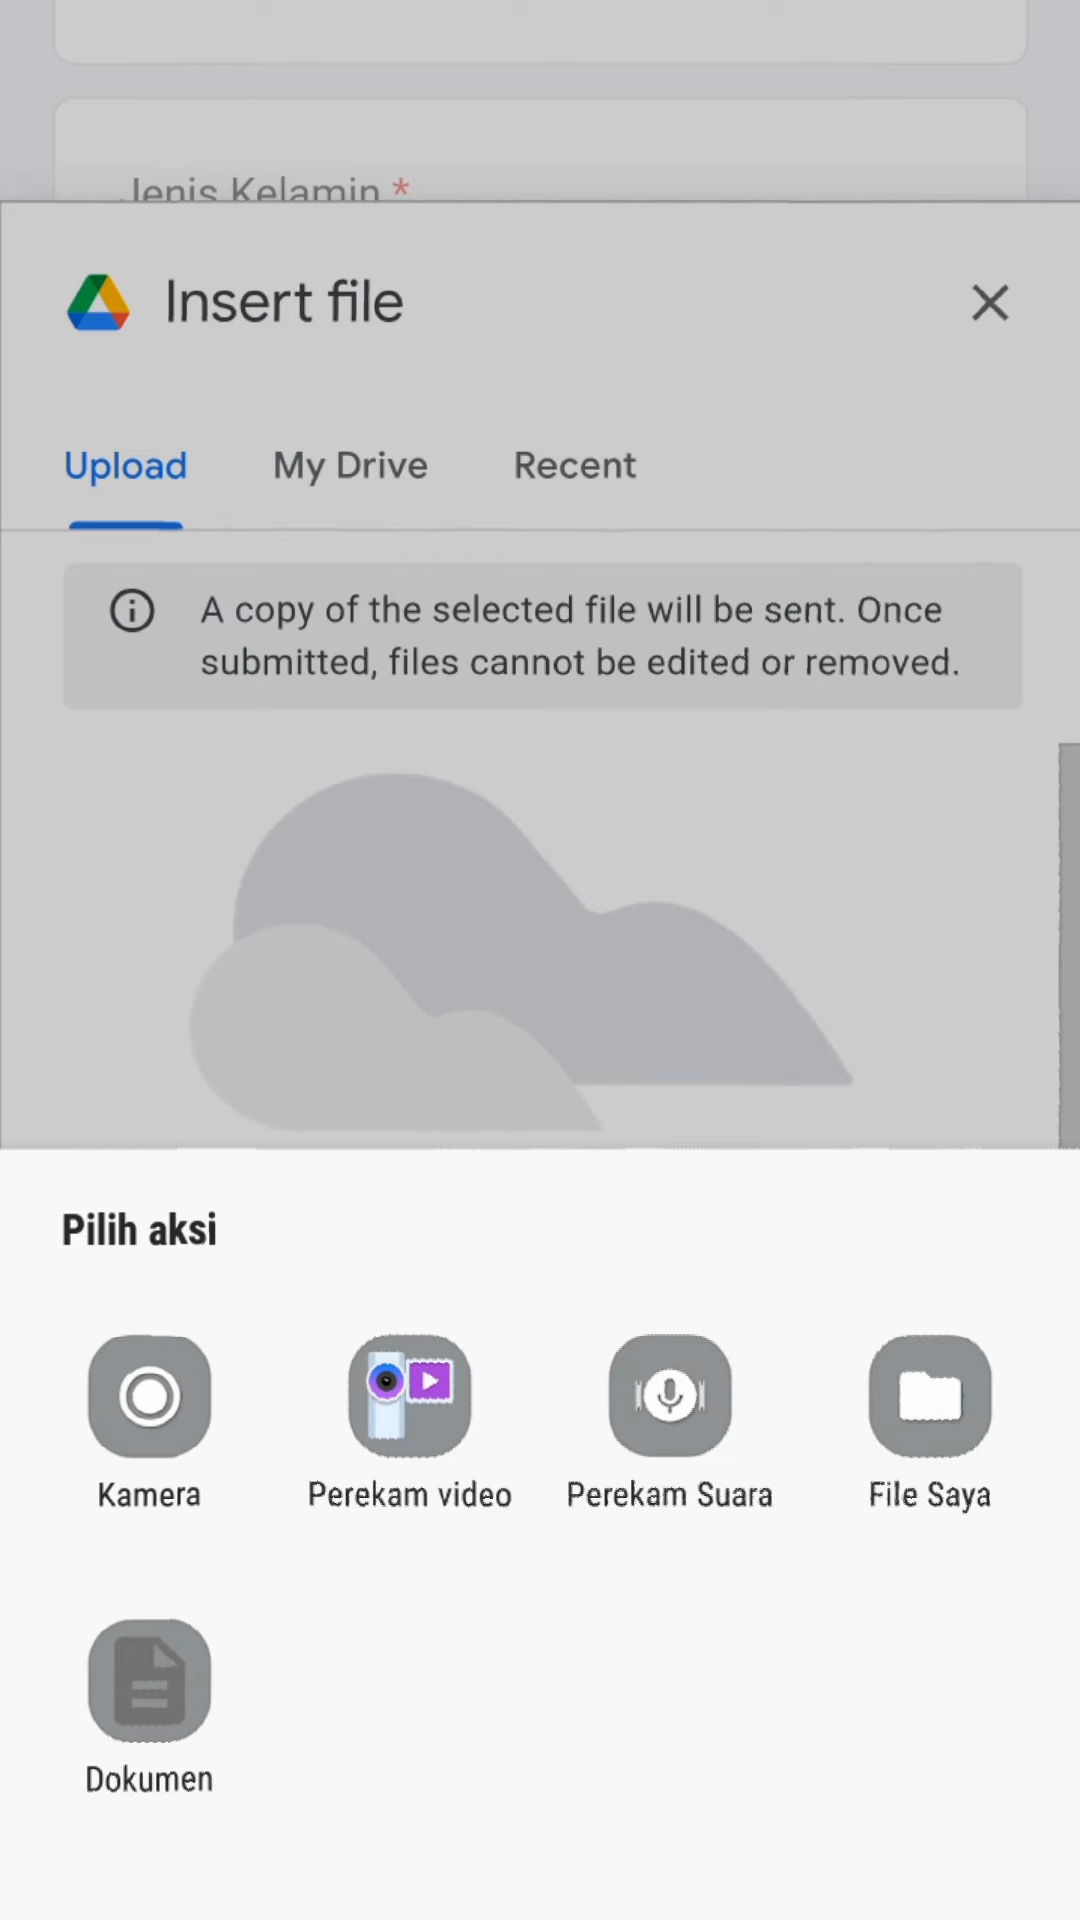 Jenis Kelamin *
Insert file
Upload
My Drive
Recent
A copy of the selected file will be sent. Once
submitted, files cannot be edited or removed.
Pilih aksi
Kamera
Perekam video
Perekam Suara
File Saya
Dokumen